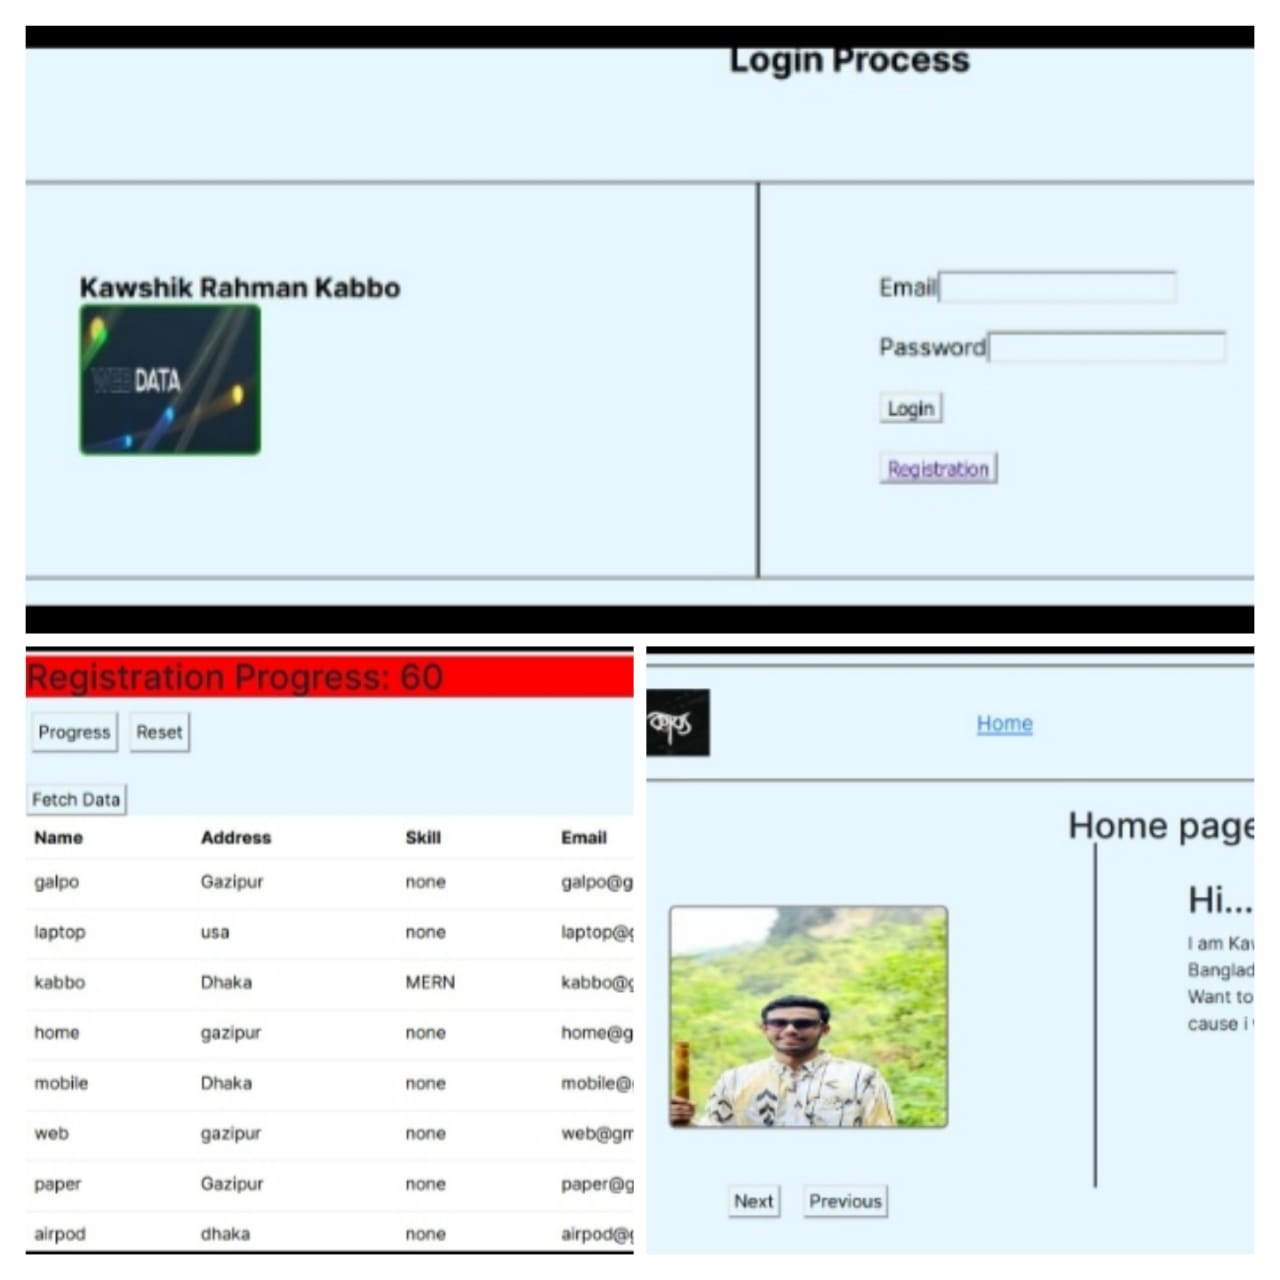 Login Process
Kawshik Rahman Kabbo
WEB DATA
Email
Password
Login
Registration
Registration Progress: 60
Progress Reset
Fetch Data
Name Address Skill Email
galpo Gazipur none galpo@g
laptop usa none laptop@g
kabbo Dhaka MERN kabbo@g
home gazipur none home@g
mobile Dhaka none mobile@
web gazipur none web@gm
paper Gazipur none paper@g
airpod dhaka none airpod@g
কাব্য
Home
Home page
Hi...
I am Kaw
Banglad
Want to
cause i
Next Previous